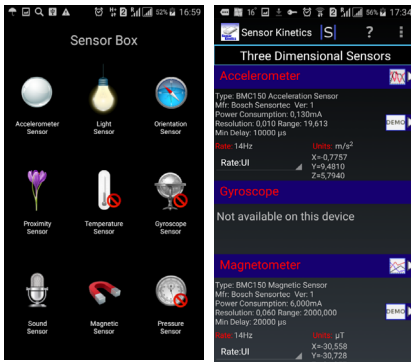 52% 16:59
Sensor Box
Accelerometer
Sensor
Light
Sensor
Orientation
Sensor
Proximity
Sensor
Temperature
Sensor
Gyroscope
Sensor
Sound
Sensor
Magnetic
Sensor
Pressure
Sensor
16° 56% 17:34
Sensor Kinetics |S| ?
Three Dimensional Sensors
Accelerometer
Type: BMC150 Acceleration Sensor
Mfr: Bosch Sensortec Ver: 1
Power Consumption: 0,130mA
Resolution: 0,010 Range: 19,613
Min Delay: 10000 µs
DEMO
Rate: 14Hz Units: m/s²
Rate:UI
X=-0,7757
Y=9,4810
Z=5,7940
Gyroscope
Not available on this device
Magnetometer
Type: BMC150 Magnetic Sensor
Mfr: Bosch Sensortec Ver: 1
Power Consumption: 6,000mA
Resolution: 0,060 Range: 2000,000
Min Delay: 20000 µs
DEMO
Rate: 14Hz Units: µT
Rate:UI
X=-30,558
Y=-30,728